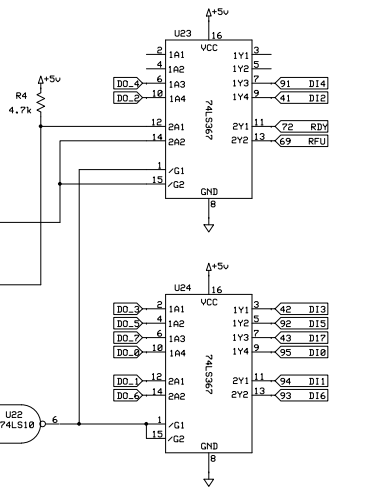 +5v
U23
16
VCC
2 1A1 1Y1 3
4 1A2 1Y2 5
DO_4 6 1A3 1Y3 7 91 DI4
DO_2 10 1A4 1Y4 9 41 DI2
74LS367
+5v
R4
4.7k
12 2A1 2Y1 11 72 RDY
14 2A2 2Y2 13 69 RFU
1 /G1
15 /G2
GND
8
+5v
U24
16
VCC
DO_3 2 1A1 1Y1 3 42 DI3
DO_5 4 1A2 1Y2 5 92 DI5
DO_7 6 1A3 1Y3 7 43 DI7
DO_0 10 1A4 1Y4 9 95 DI0
74LS367
DO_1 12 2A1 2Y1 11 94 DI1
DO_6 14 2A2 2Y2 13 93 DI6
U22
74LS10
6
1 /G1
15 /G2
GND
8